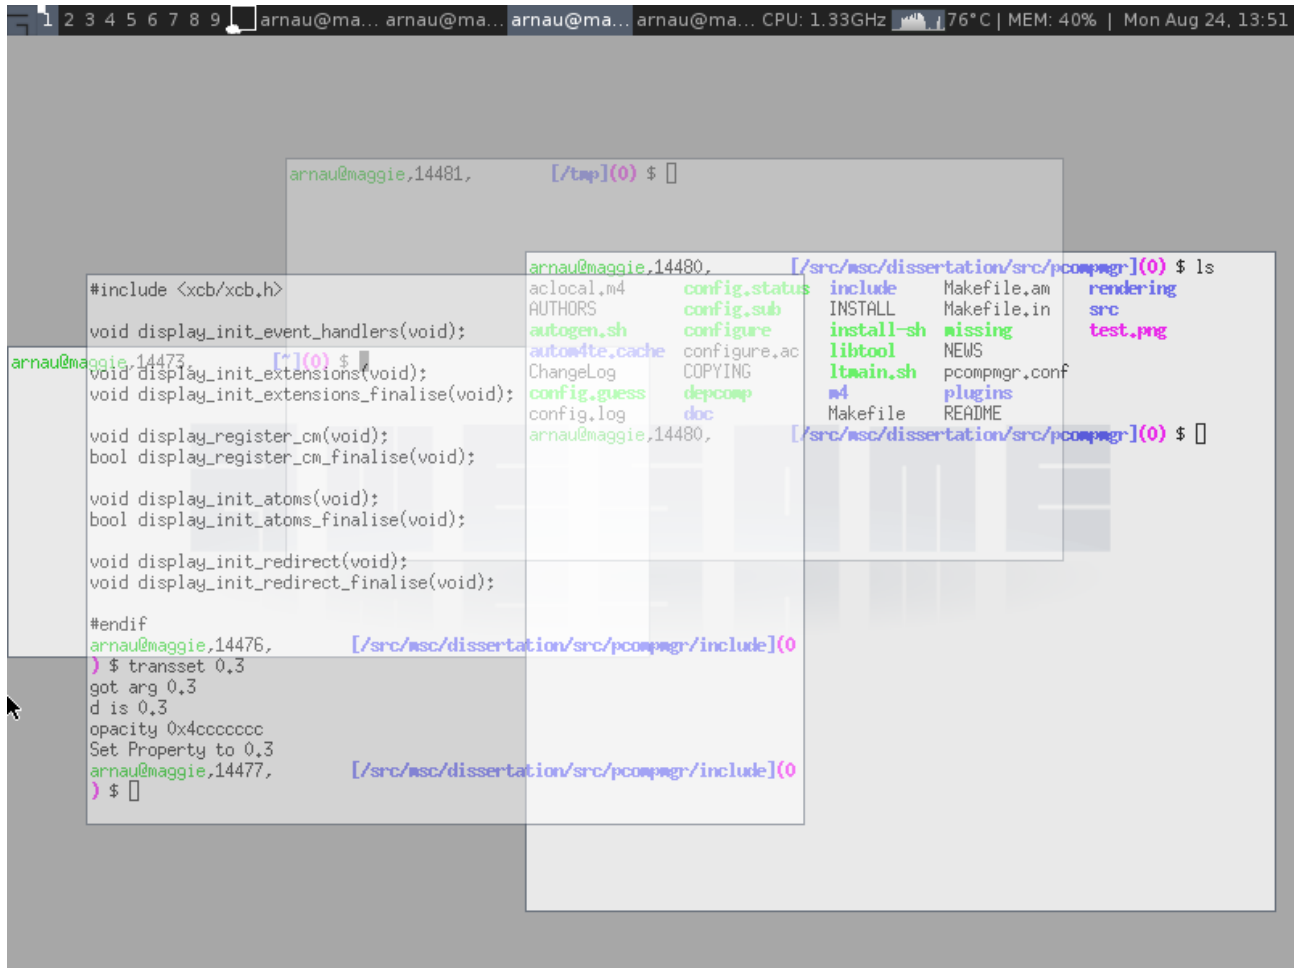 1 2 3 4 5 6 7 8 9 arnau@ma... arnau@ma... arnau@ma... arnau@ma... CPU: 1.33GHz 76°C | MEM: 40% | Mon Aug 24, 13:51
arnau@maggie,14481, [/tmp](0) $
arnau@maggie,14480, [/src/msc/dissertation/src/pcompmgr](0) $ ls
aclocal.m4 config.status include Makefile.am rendering
AUTHORS config.sub INSTALL Makefile.in src
autogen.sh configure install-sh missing test.png
autom4te.cache configure.ac libtool NEWS
ChangeLog COPYING ltmain.sh pcompmgr.conf
config.guess depcomp m4 plugins
config.log doc Makefile README
arnau@maggie,14480, [/src/msc/dissertation/src/pcompmgr](0) $
arnau@maggie,14473, [~](0) $
#include <xcb/xcb.h>
void display_init_event_handlers(void);
void display_init_extensions(void);
void display_init_extensions_finalise(void);
void display_register_cm(void);
bool display_register_cm_finalise(void);
void display_init_atoms(void);
bool display_init_atoms_finalise(void);
void display_init_redirect(void);
void display_init_redirect_finalise(void);
#endif
arnau@maggie,14476, [/src/msc/dissertation/src/pcompmgr/include](0
) $ transset 0.3
got arg 0.3
d is 0.3
opacity 0x4ccccccc
Set Property to 0.3
arnau@maggie,14477, [/src/msc/dissertation/src/pcompmgr/include](0
) $